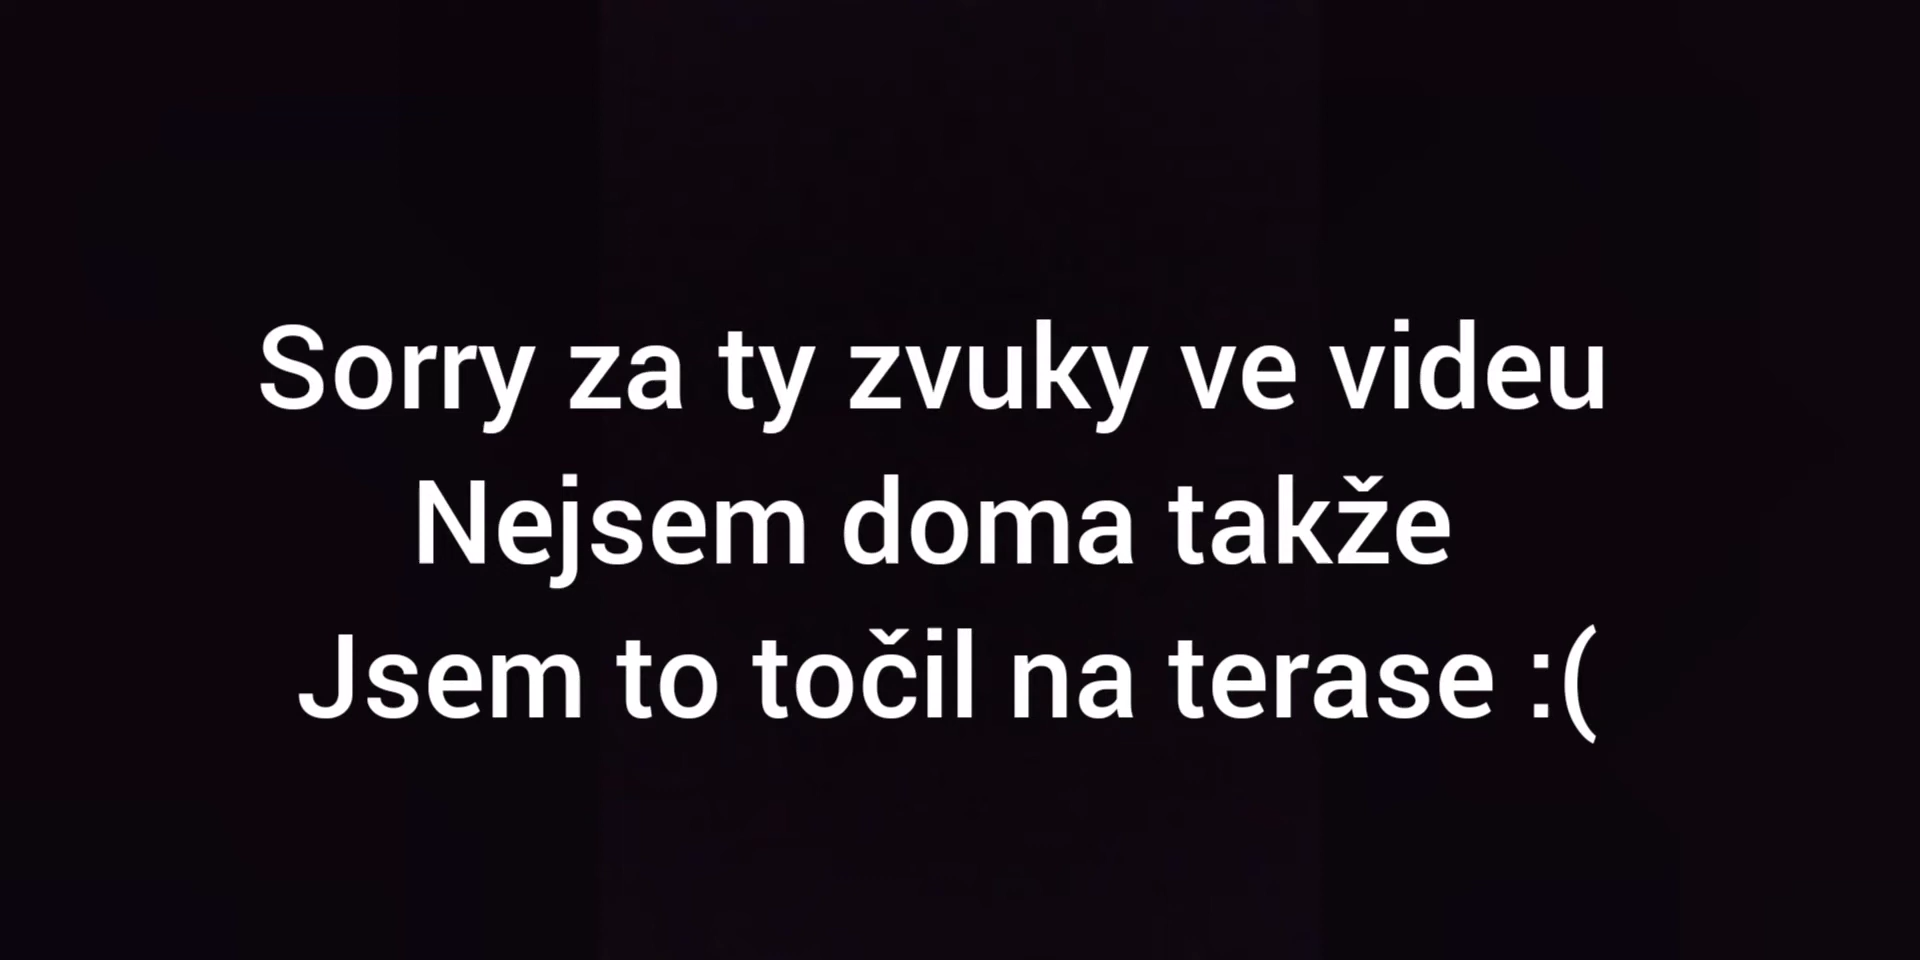 Sorry za ty zvuky ve videu
Nejsem doma takže
Jsem to točil na terase :(